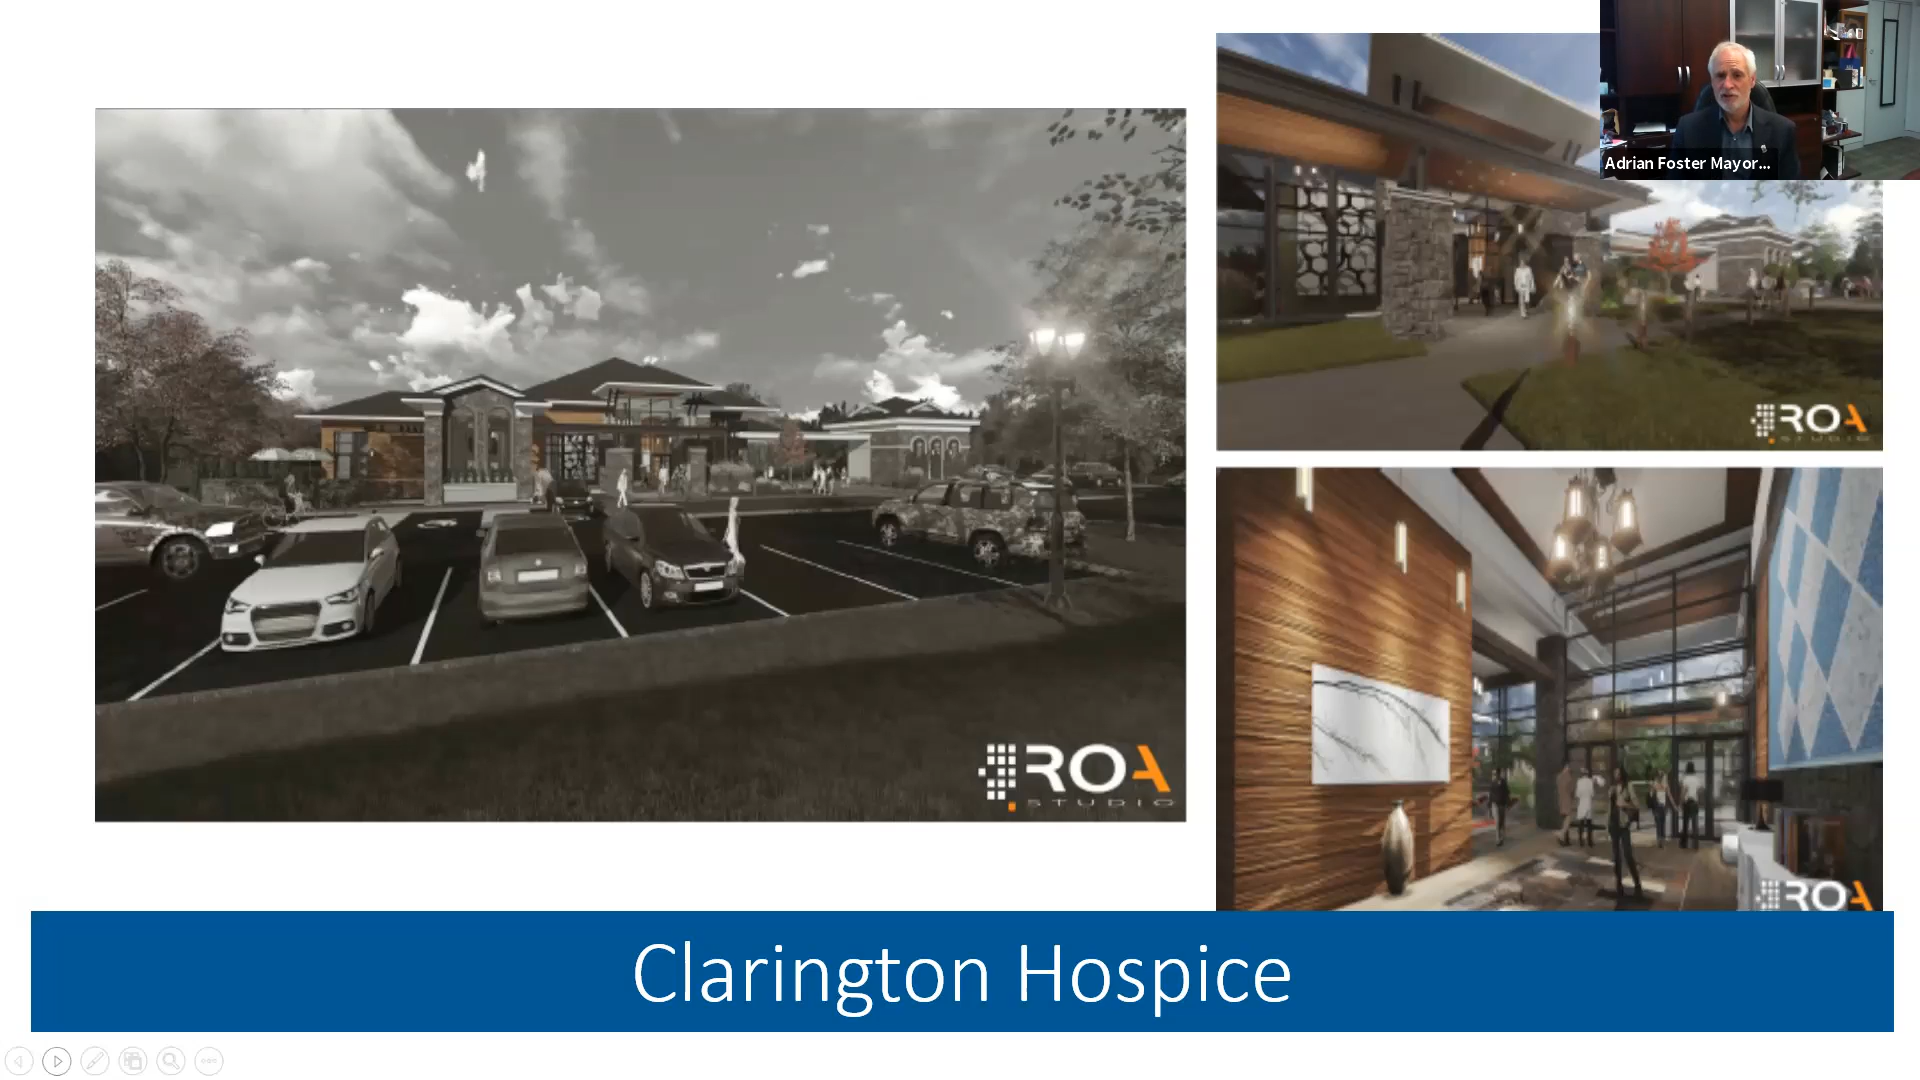 Adrian Foster Mayor...
ROA
STUDIO
ROA
STUDIO
ROA
Clarington Hospice